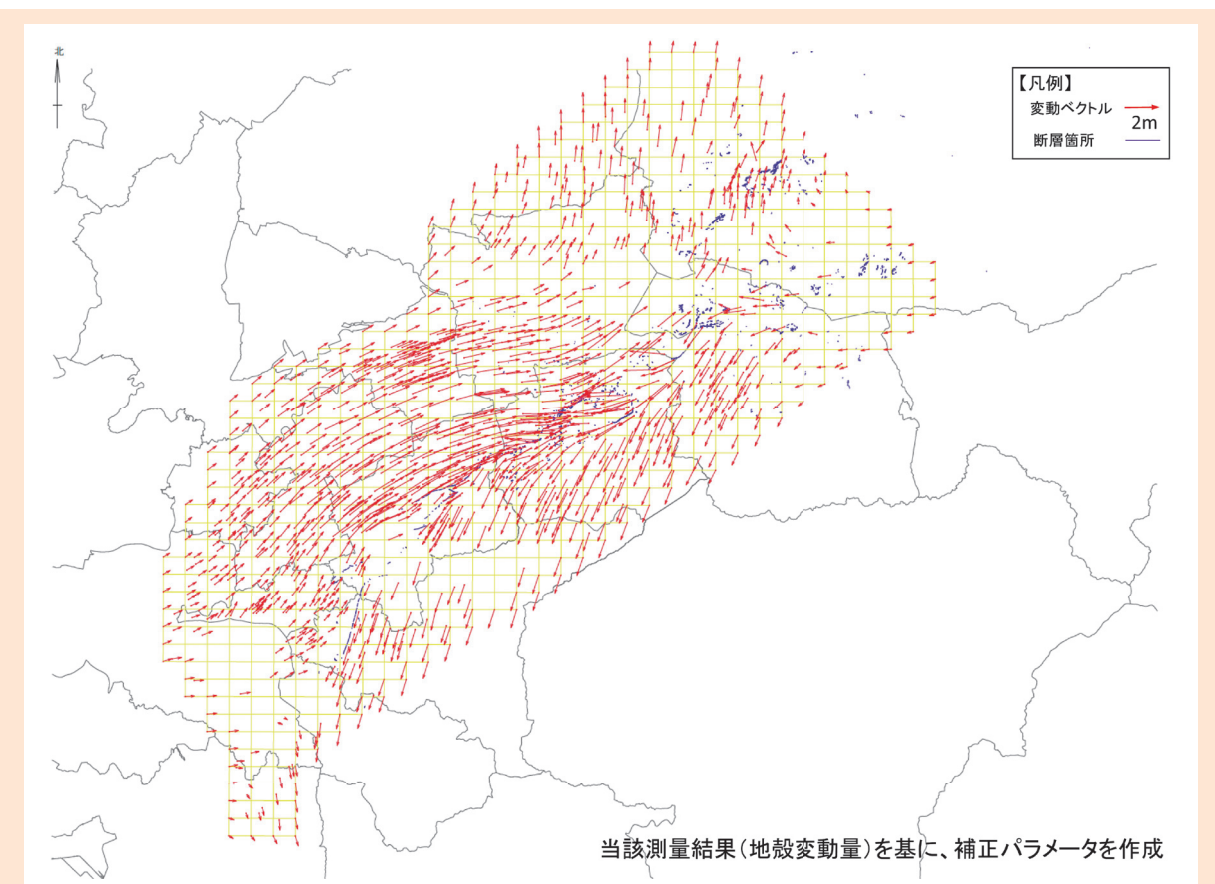 北
【凡例】
変動ベクトル
2m
断層箇所
当該測量結果（地殻変動量）を基に、補正パラメータを作成